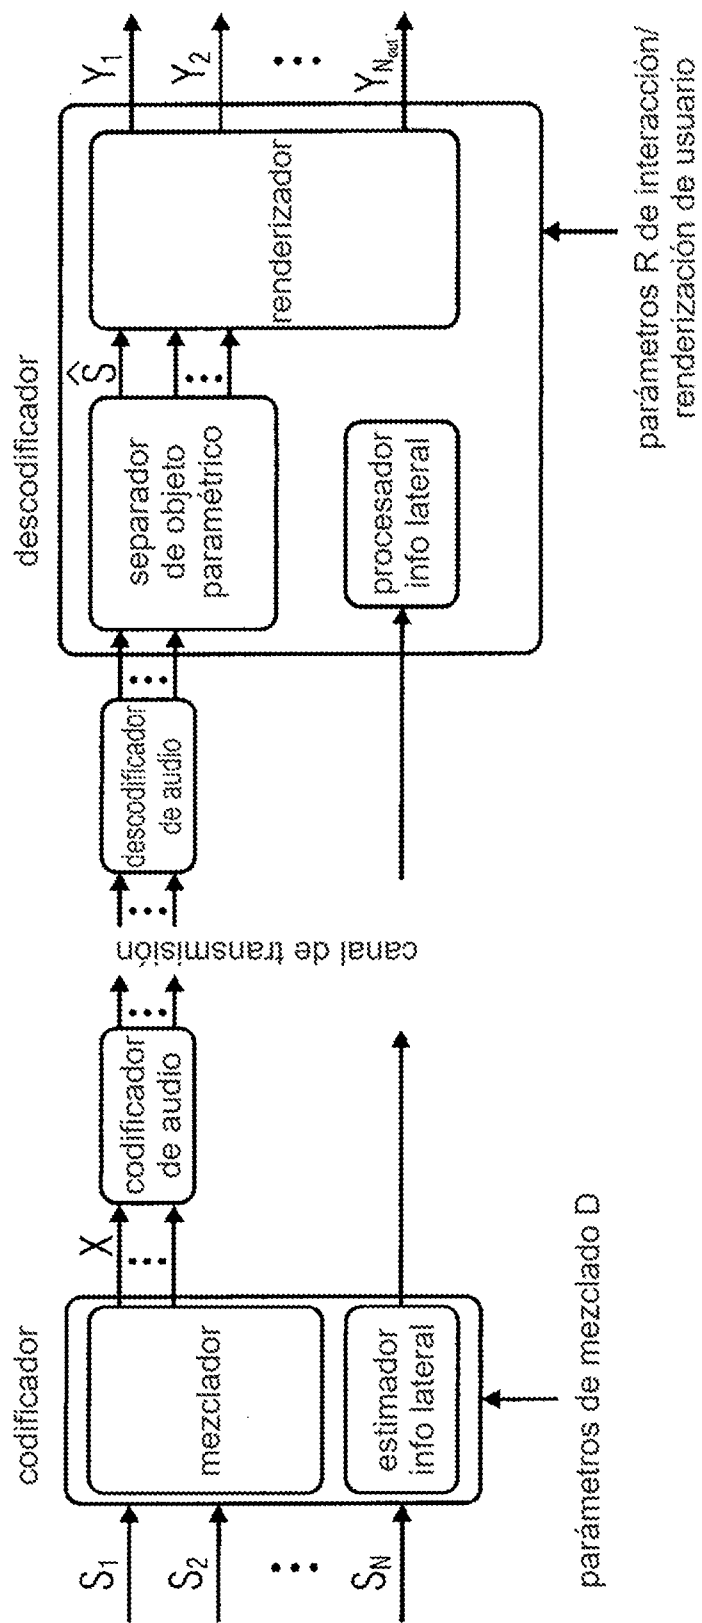 codificador
S1
S2
SN
mezclador
estimador
info lateral
parámetros de mezclado D
X
codificador
de audio
canal de transmisión
descodificador
de audio
descodificador
separador
de objeto
paramétrico
procesador
info lateral
Ŝ
renderizador
Y1
Y2
YNout
parámetros R de interacción/
renderización de usuario